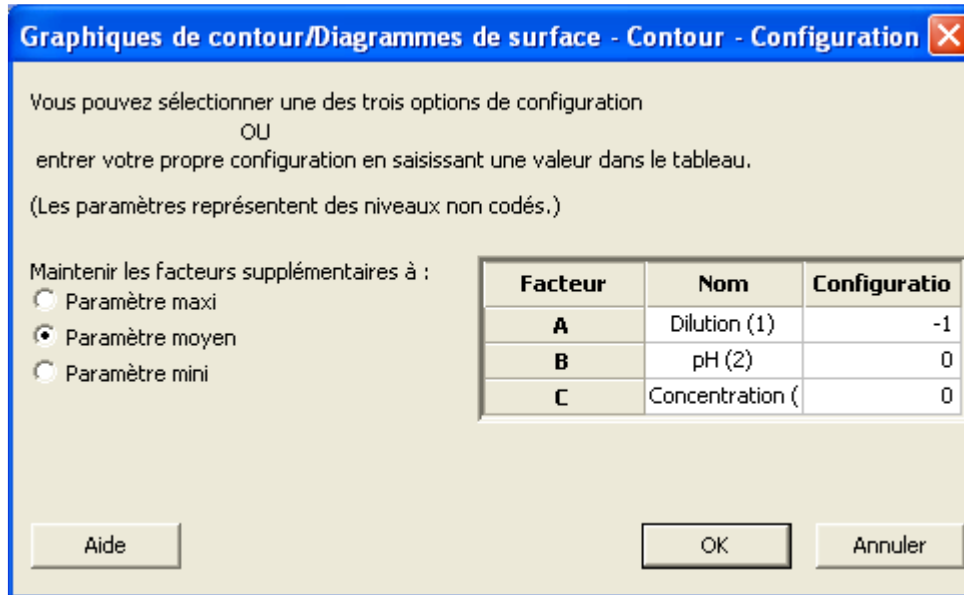 Graphiques de contour/Diagrammes de surface - Contour - Configuration
Vous pouvez sélectionner une des trois options de configuration
OU
entrer votre propre configuration en saisissant une valeur dans le tableau.
(Les paramètres représentent des niveaux non codés.)
Maintenir les facteurs supplémentaires à :
Paramètre maxi
Paramètre moyen
Paramètre mini
Facteur Nom Configuratio
A Dilution (1) -1
B pH (2) 0
C Concentration ( 0
Aide OK Annuler